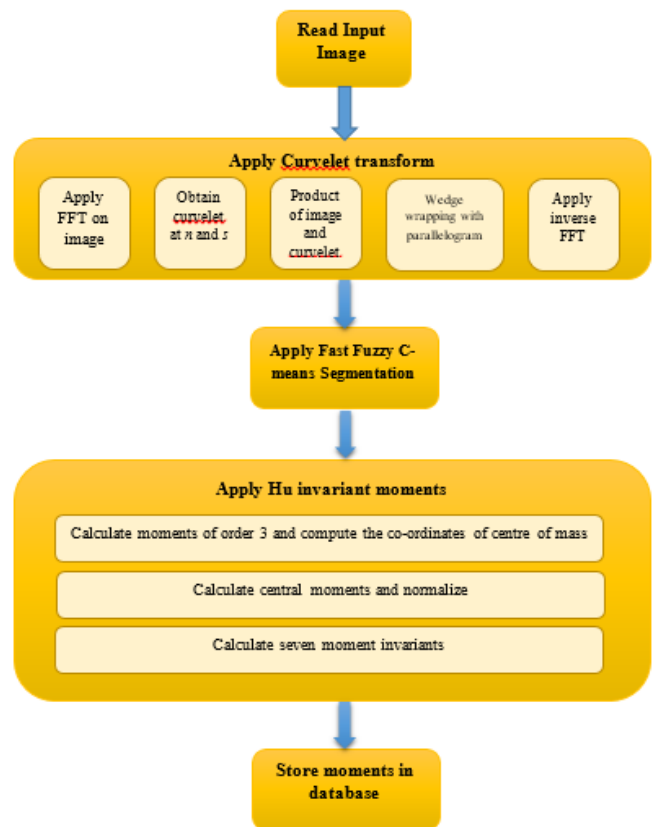 Read Input
Image
Apply Curvelet transform
Apply
FFT on
image
Obtain
curvelet
at n and s
Product
of image
and
curvelet
Wedge
wrapping with
parallelogram
Apply
inverse
FFT
Apply Fast Fuzzy C-
means Segmentation
Apply Hu invariant moments
Calculate moments of order 3 and compute the co-ordinates of centre of mass
Calculate central moments and normalize
Calculate seven moment invariants
Store moments in
database